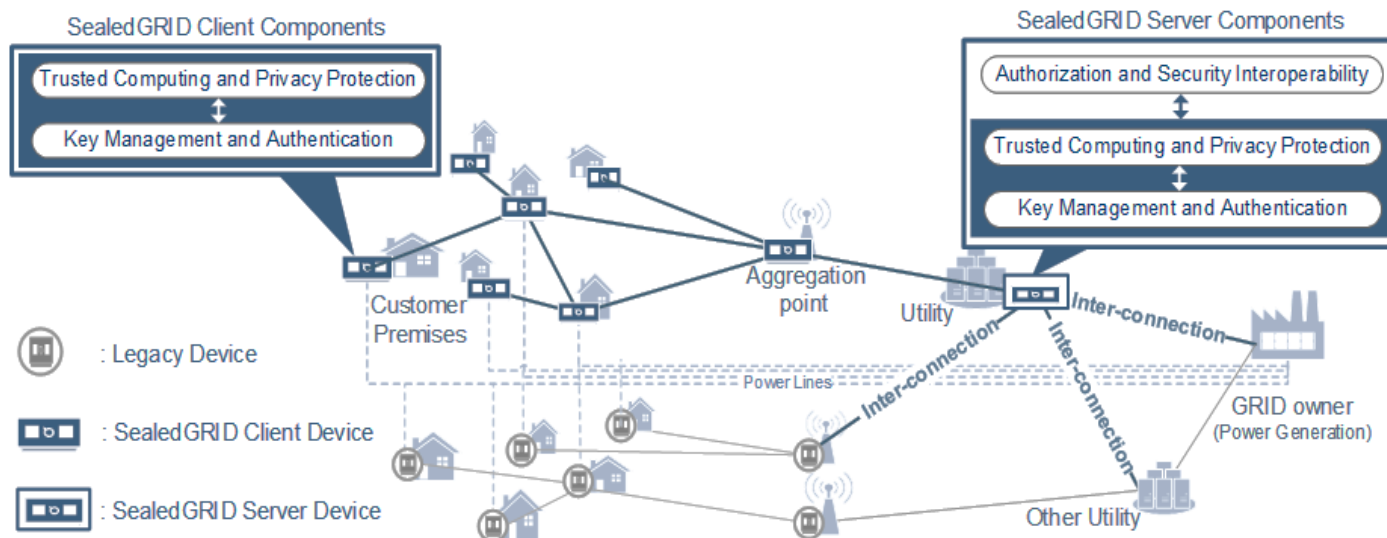 SealedGRID Client Components
Trusted Computing and Privacy Protection
Key Management and Authentication
SealedGRID Server Components
Authorization and Security Interoperability
Trusted Computing and Privacy Protection
Key Management and Authentication
Customer
Premises
Aggregation
point
Utility
Inter-connection
Inter-connection
Inter-connection
Power Lines
GRID owner
(Power Generation)
Other Utility
: Legacy Device
: SealedGRID Client Device
: SealedGRID Server Device